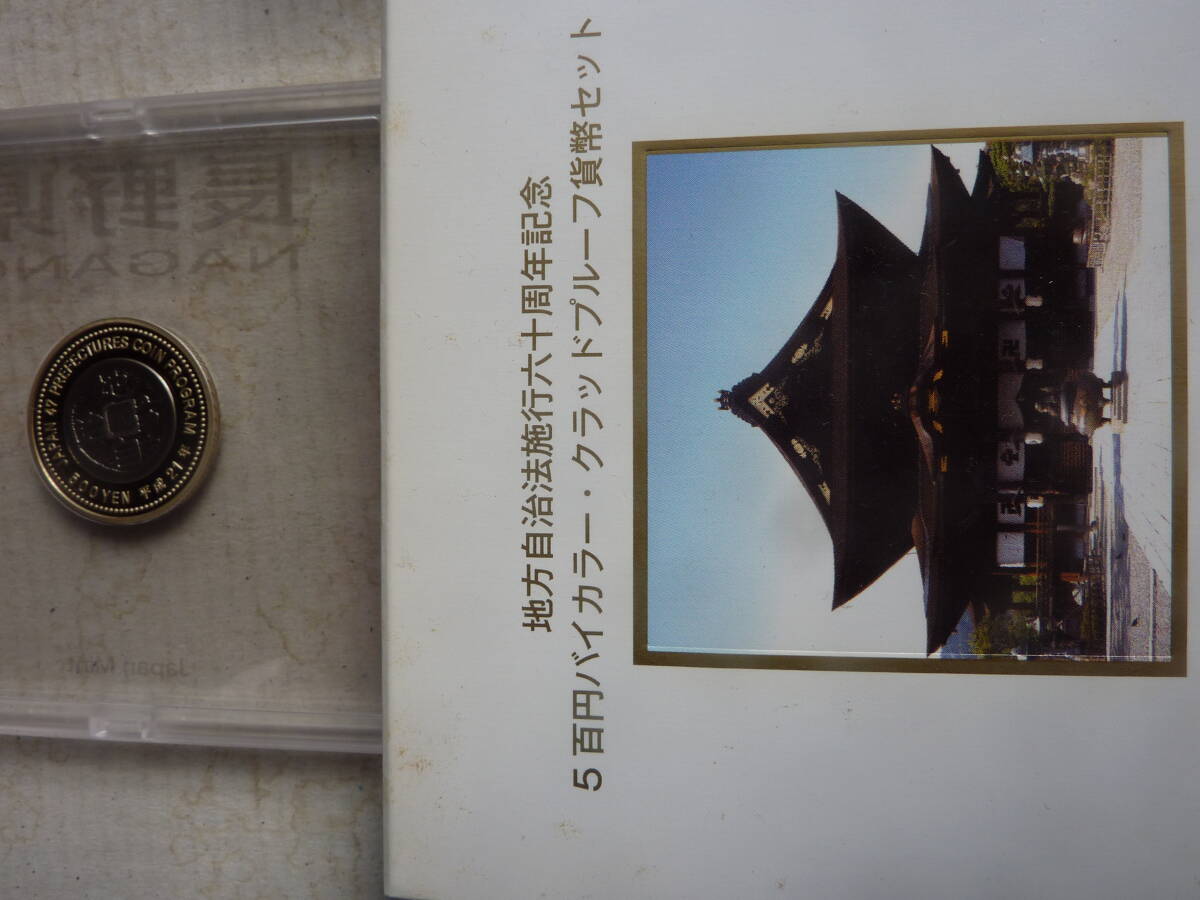 地方自治法施行六十周年記念
5百円バイカラー・クラッドプルーフ貨幣セット
長野県
NAGANO
JAPAN 47 PREFECTURES COIN PROGRAM
500YEN 平成21年
Japan Mint